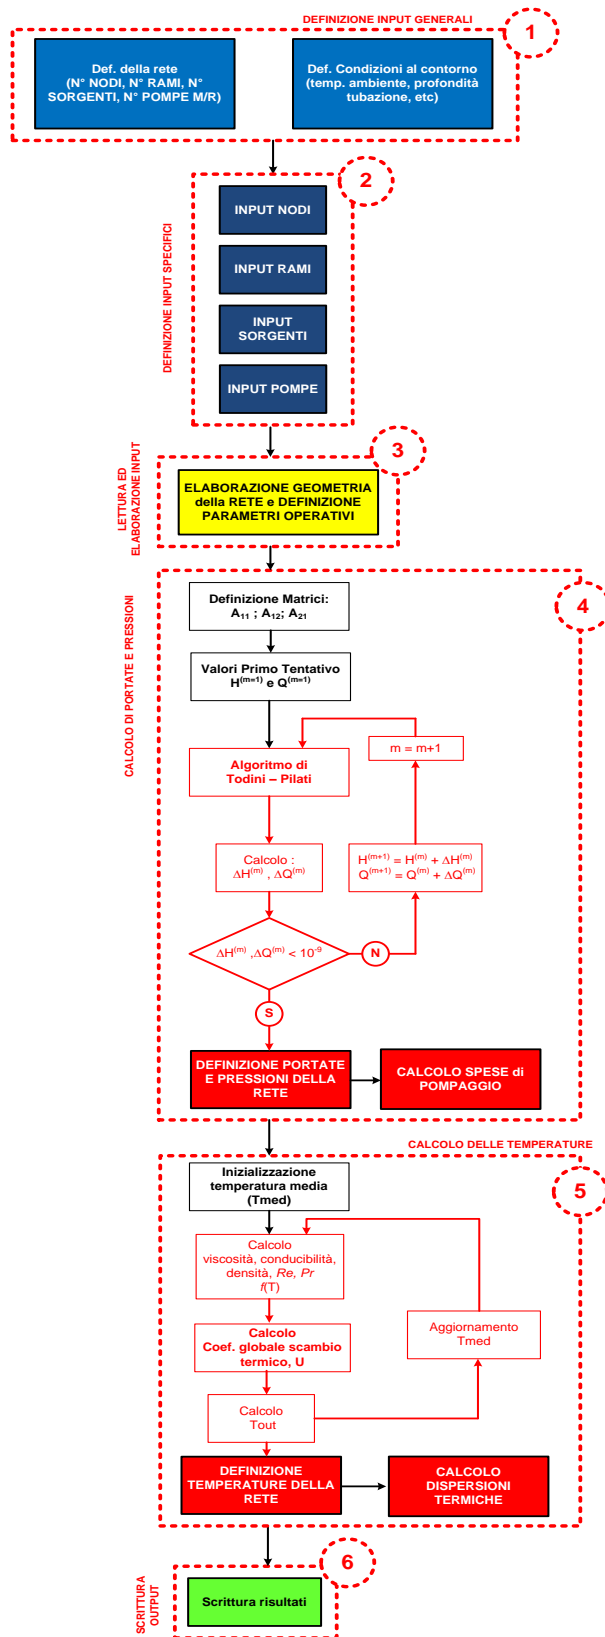 DEFINIZIONE INPUT GENERALI
1
Def. della rete
(N° NODI, N° RAMI, N°
SORGENTI, N° POMPE M/R)
Def. Condizioni al contorno
(temp. ambiente, profondità
tubazione, etc)
2
DEFINIZIONE INPUT SPECIFICI
INPUT NODI
INPUT RAMI
INPUT
SORGENTI
INPUT POMPE
3
LETTURA ED
ELABORAZIONE INPUT
ELABORAZIONE GEOMETRIA
della RETE e DEFINIZIONE
PARAMETRI OPERATIVI
4
CALCOLO DI PORTATE E PRESSIONI
Definizione Matrici:
A₁₁ ; A₁₂; A₂₁
Valori Primo Tentativo
H⁽ᵐ⁼¹⁾ e Q⁽ᵐ⁼¹⁾
m = m+1
Algoritmo di
Todini – Pilati
Calcolo :
ΔH⁽ᵐ⁾ , ΔQ⁽ᵐ⁾
H⁽ᵐ⁺¹⁾ = H⁽ᵐ⁾ + ΔH⁽ᵐ⁾
Q⁽ᵐ⁺¹⁾ = Q⁽ᵐ⁾ + ΔQ⁽ᵐ⁾
ΔH⁽ᵐ⁾ ,ΔQ⁽ᵐ⁾ < 10⁻⁹
N
S
DEFINIZIONE PORTATE
E PRESSIONI DELLA
RETE
CALCOLO SPESE di
POMPAGGIO
CALCOLO DELLE TEMPERATURE
5
Inizializzazione
temperatura media
(Tmed)
Calcolo
viscosità, conducibilità,
densità, Re, Pr
f(T)
Calcolo
Coef. globale scambio
termico, U
Aggiornamento
Tmed
Calcolo
Tout
DEFINIZIONE
TEMPERATURE DELLA
RETE
CALCOLO
DISPERSIONI
TERMICHE
6
SCRITTURA
OUTPUT
Scrittura risultati